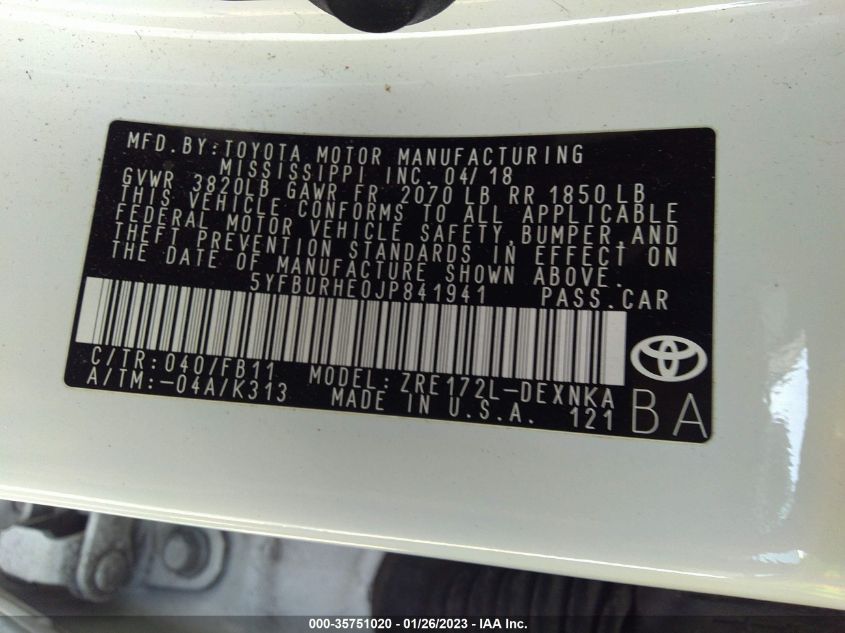 MFD. BY: TOYOTA MOTOR MANUFACTURING
MISSISSIPPI INC. 04/18
GVWR 3820LB GAWR FR 2070 LB RR 1850 LB
THIS VEHICLE CONFORMS TO ALL APPLICABLE
FEDERAL MOTOR VEHICLE SAFETY, BUMPER, AND
THEFT PREVENTION STANDARDS IN EFFECT ON
THE DATE OF MANUFACTURE SHOWN ABOVE.
5YFBURHE0JP841941 PASS. CAR
C/TR: 040/FB11 MODEL: ZRE172L-DEXNKA
A/TM: -04A/K313 MADE IN U.S.A. 121
BA
000-35751020 / 01/26/2023 - IAA Inc.